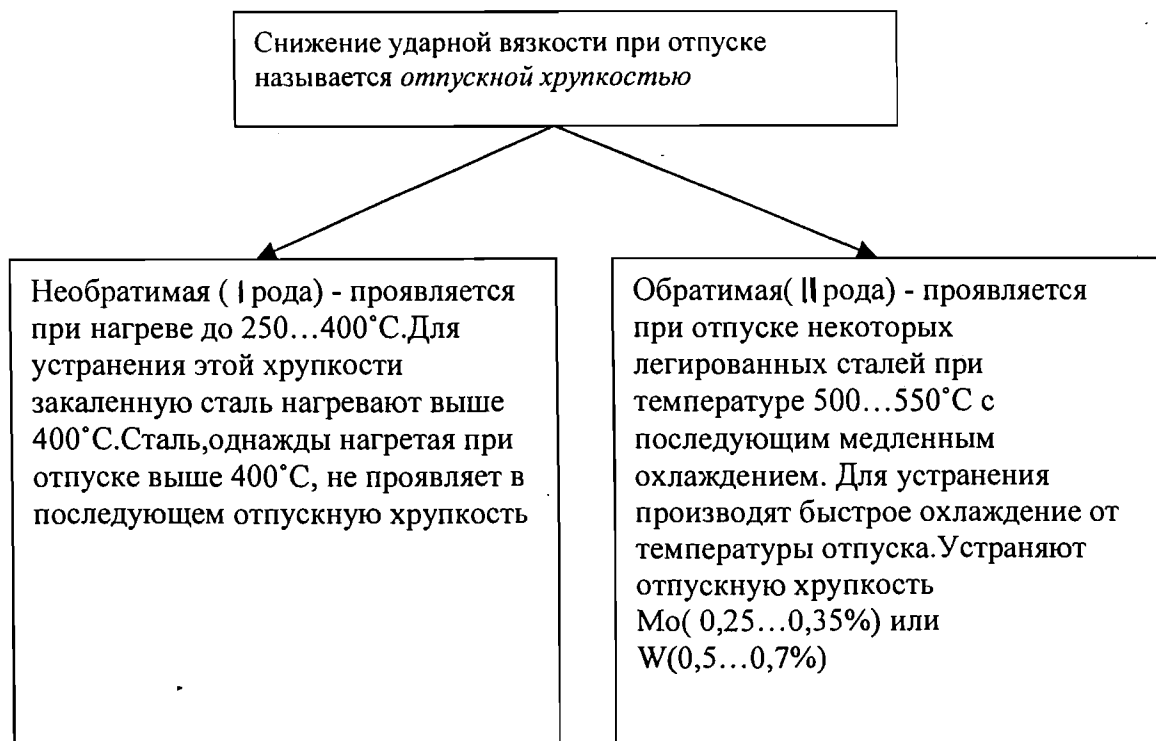 Снижение ударной вязкости при отпуске
называется отпускной хрупкостью
Необратимая ( I рода) - проявляется
при нагреве до 250...400°С.Для
устранения этой хрупкости
закаленную сталь нагревают выше
400°С.Сталь,однажды нагретая при
отпуске выше 400°С, не проявляет в
последующем отпускную хрупкость
Обратимая( II рода) - проявляется
при отпуске некоторых
легированных сталей при
температуре 500...550°С с
последующим медленным
охлаждением. Для устранения
производят быстрое охлаждение от
температуры отпуска.Устраняют
отпускную хрупкость
Mo( 0,25...0,35%) или
W(0,5...0,7%)